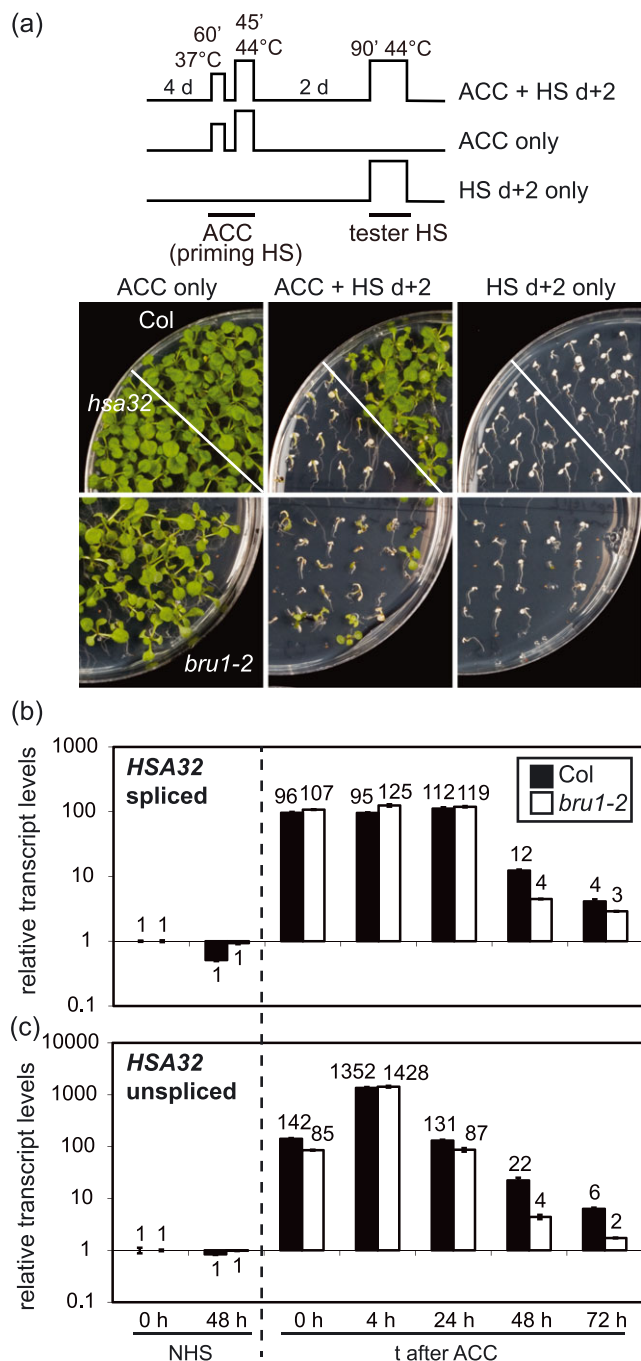 (a)
60’ 45’
37°C 44°C 90’ 44°C
4 d 2 d ACC + HS d+2
ACC only
HS d+2 only
ACC tester HS
(priming HS)
ACC only ACC + HS d+2 HS d+2 only
Col
hsa32
bru1-2
(b)
1000
100
10
1
0.1
relative transcript levels
HSA32
spliced
Col
bru1-2
1 1 1 1 96 107 95 125 112 119 12 4 4 3
(c)
10000
1000
100
10
1
0.1
relative transcript levels
HSA32
unspliced
1 1 1 1 142 85 1352 1428 131 87 22 4 6 2
0 h 48 h 0 h 4 h 24 h 48 h 72 h
NHS t after ACC